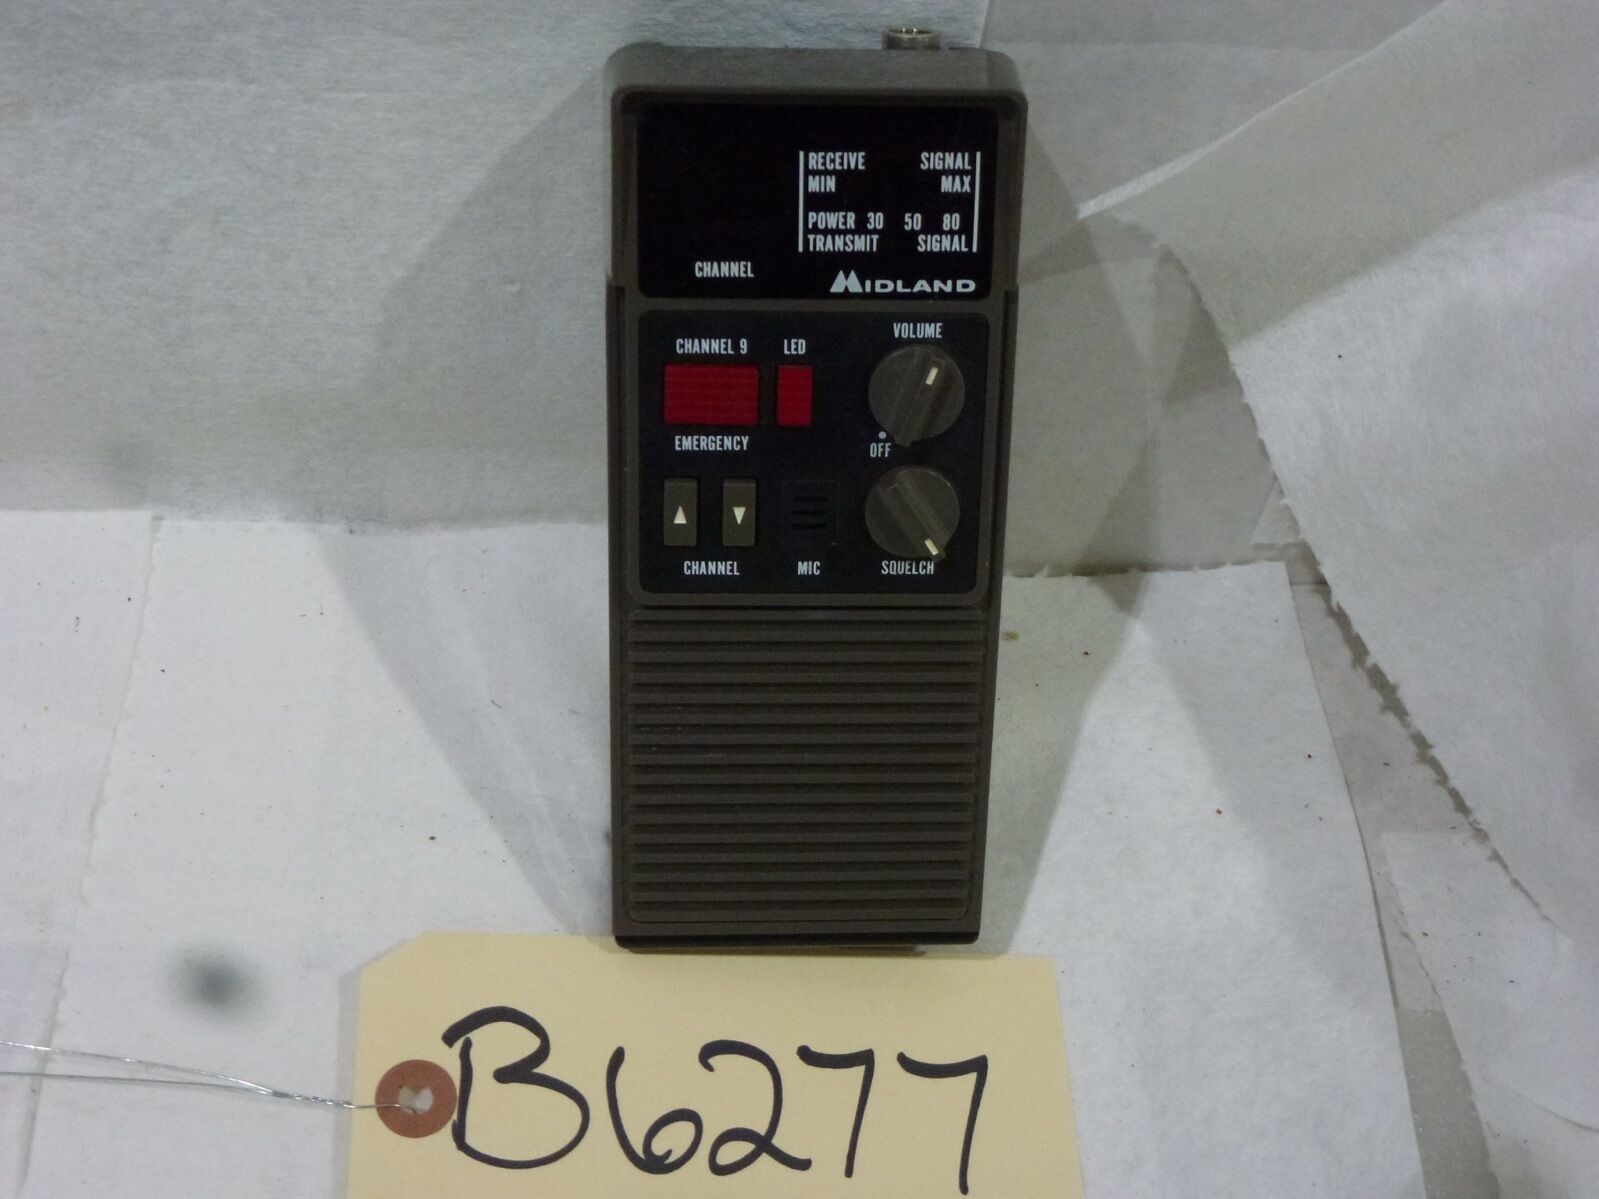 RECEIVE SIGNAL
MIN MAX
POWER 30 50 80
TRANSMIT SIGNAL
CHANNEL
MIDLAND
VOLUME
CHANNEL 9 LED
OFF
EMERGENCY
CHANNEL MIC SQUELCH
B6277